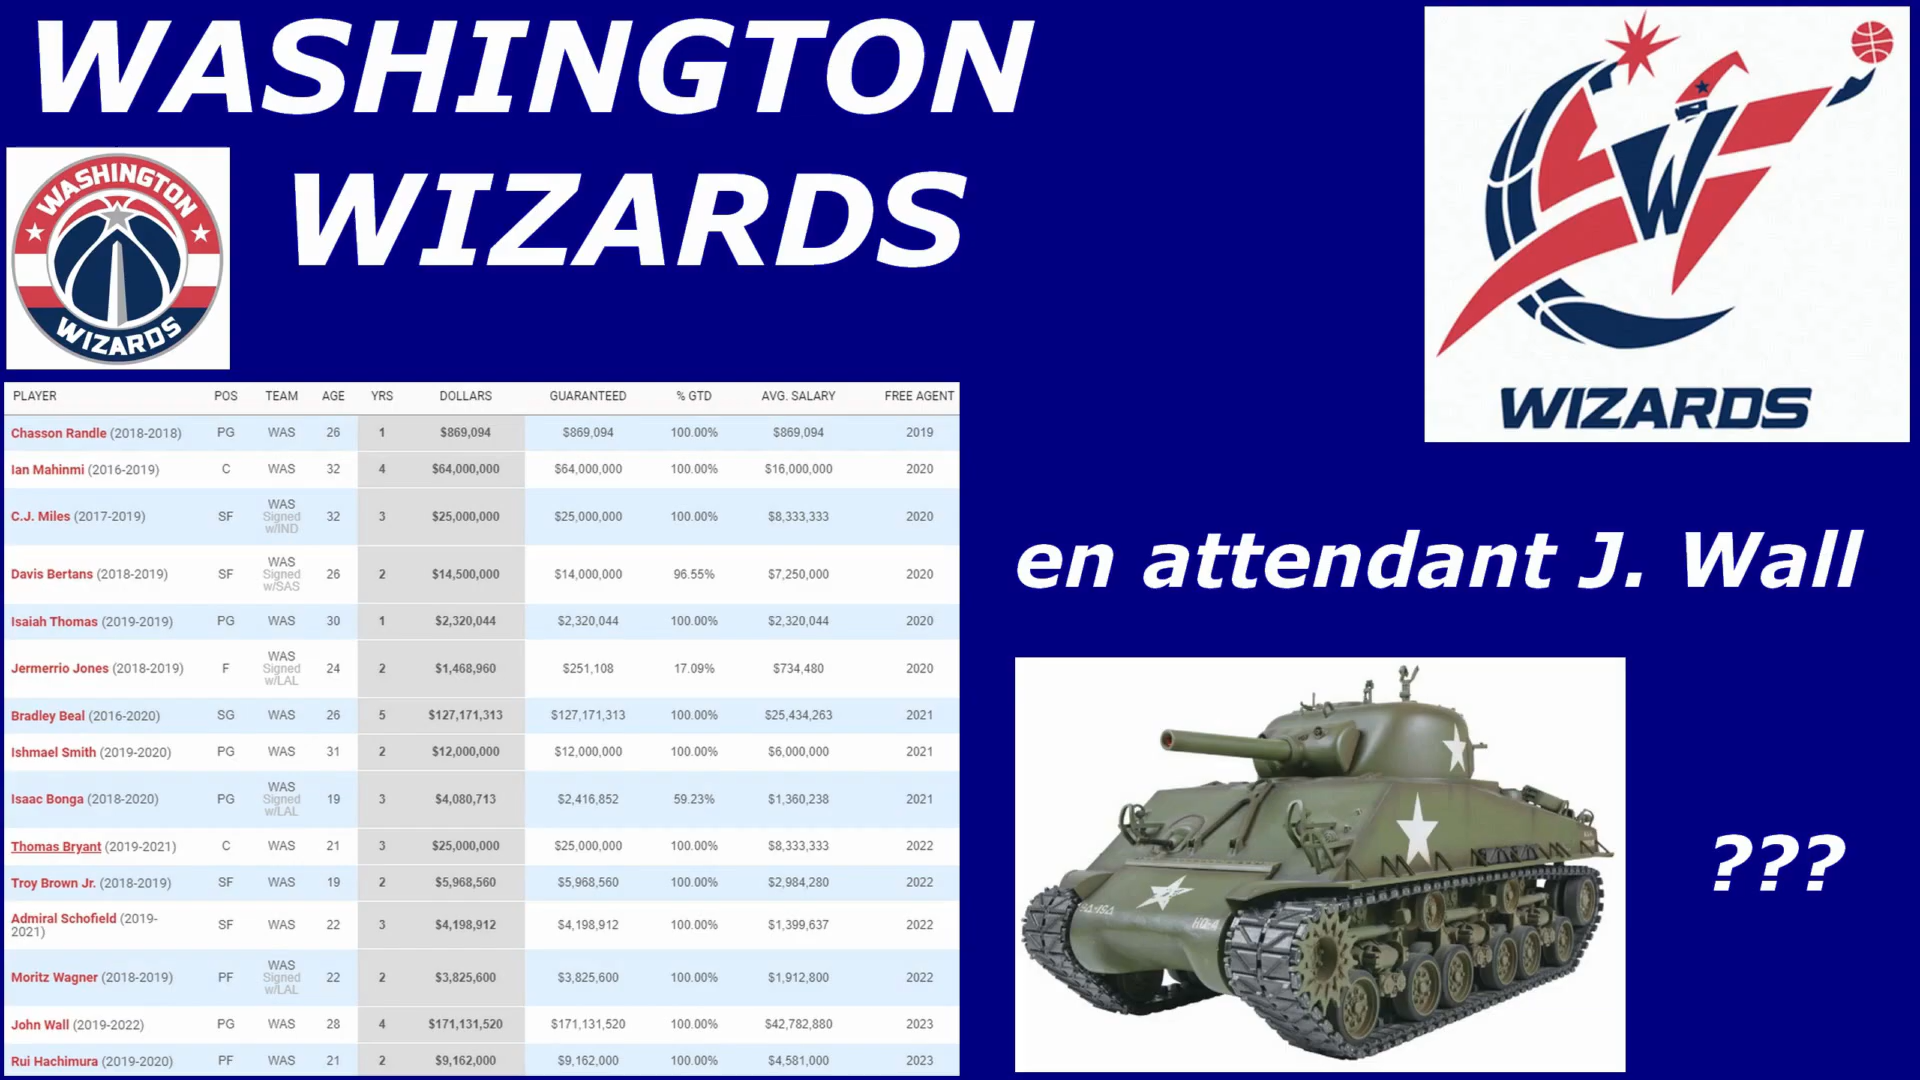 WASHINGTON
WIZARDS
WASHINGTON
WIZARDS
WIZARDS
PLAYER POS TEAM AGE YRS DOLLARS GUARANTEED % GTD AVG. SALARY FREE AGENT
Chasson Randle (2018-2018) PG WAS 26 1 $869,094 $869,094 100.00% $869,094 2019
Ian Mahinmi (2016-2019) C WAS 32 4 $64,000,000 $64,000,000 100.00% $16,000,000 2020
C.J. Miles (2017-2019) SF WAS Signed w/IND 32 3 $25,000,000 $25,000,000 100.00% $8,333,333 2020
Davis Bertans (2018-2019) SF WAS Signed w/SAS 26 2 $14,500,000 $14,000,000 96.55% $7,250,000 2020
Isaiah Thomas (2019-2019) PG WAS 30 1 $2,320,044 $2,320,044 100.00% $2,320,044 2020
Jermerrio Jones (2018-2019) F WAS Signed w/LAL 24 2 $1,468,960 $251,108 17.09% $734,480 2020
Bradley Beal (2016-2020) SG WAS 26 5 $127,171,313 $127,171,313 100.00% $25,434,263 2021
Ishmael Smith (2019-2020) PG WAS 31 2 $12,000,000 $12,000,000 100.00% $6,000,000 2021
Isaac Bonga (2018-2020) PG WAS Signed w/LAL 19 3 $4,080,713 $2,416,852 59.23% $1,360,238 2021
Thomas Bryant (2019-2021) C WAS 21 3 $25,000,000 $25,000,000 100.00% $8,333,333 2022
Troy Brown Jr. (2018-2019) SF WAS 19 2 $5,968,560 $5,968,560 100.00% $2,984,280 2022
Admiral Schofield (2019-2021) SF WAS 22 3 $4,198,912 $4,198,912 100.00% $1,399,637 2022
Moritz Wagner (2018-2019) PF WAS Signed w/LAL 22 2 $3,825,600 $3,825,600 100.00% $1,912,800 2022
John Wall (2019-2022) PG WAS 28 4 $171,131,520 $171,131,520 100.00% $42,782,880 2023
Rui Hachimura (2019-2020) PF WAS 21 2 $9,162,000 $9,162,000 100.00% $4,581,000 2023
en attendant J. Wall
???